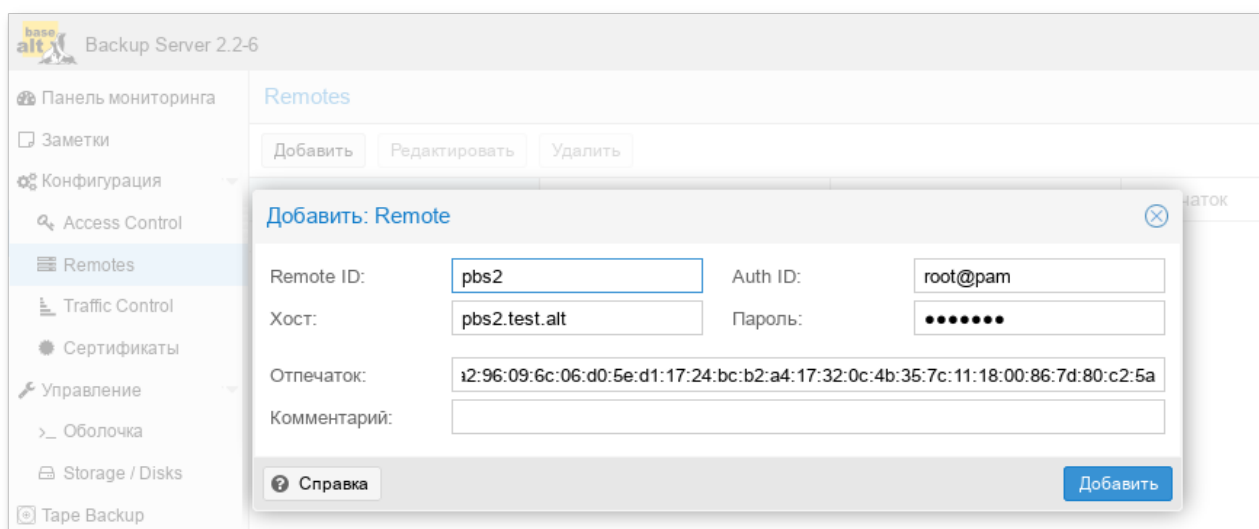 base
alt
Backup Server 2.2-6
Панель мониторинга
Заметки
Конфигурация
Access Control
Remotes
Traffic Control
Сертификаты
Управление
>_ Оболочка
Storage / Disks
Tape Backup
Remotes
Добавить Редактировать Удалить
Добавить: Remote
Remote ID: pbs2 Auth ID: root@pam
Хост: pbs2.test.alt Пароль: ●●●●●●●
Отпечаток: a2:96:09:6c:06:d0:5e:d1:17:24:bc:b2:a4:17:32:0c:4b:35:7c:11:18:00:86:7d:80:c2:5a
Комментарий:
Справка Добавить